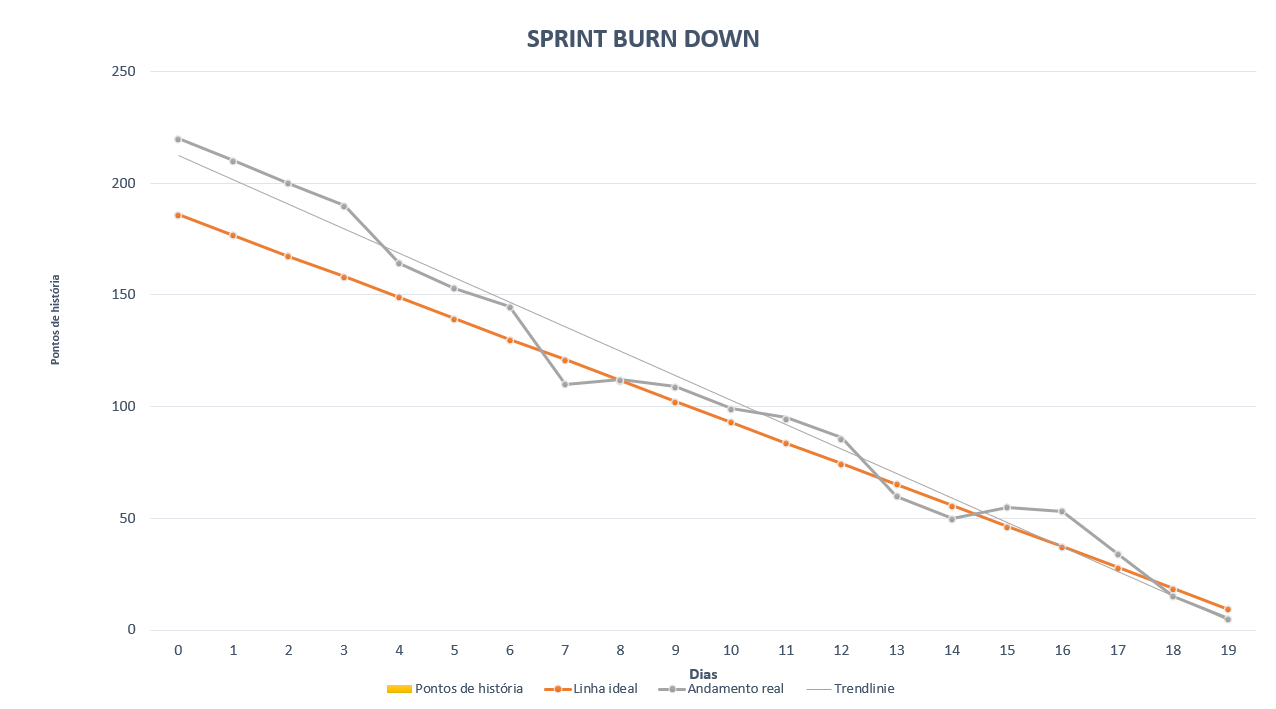 SPRINT BURN DOWN
250
200
150
100
50
0
Pontos de história
0 1 2 3 4 5 6 7 8 9 10 11 12 13 14 15 16 17 18 19
Dias
Pontos de história Linha ideal Andamento real Trendlinie